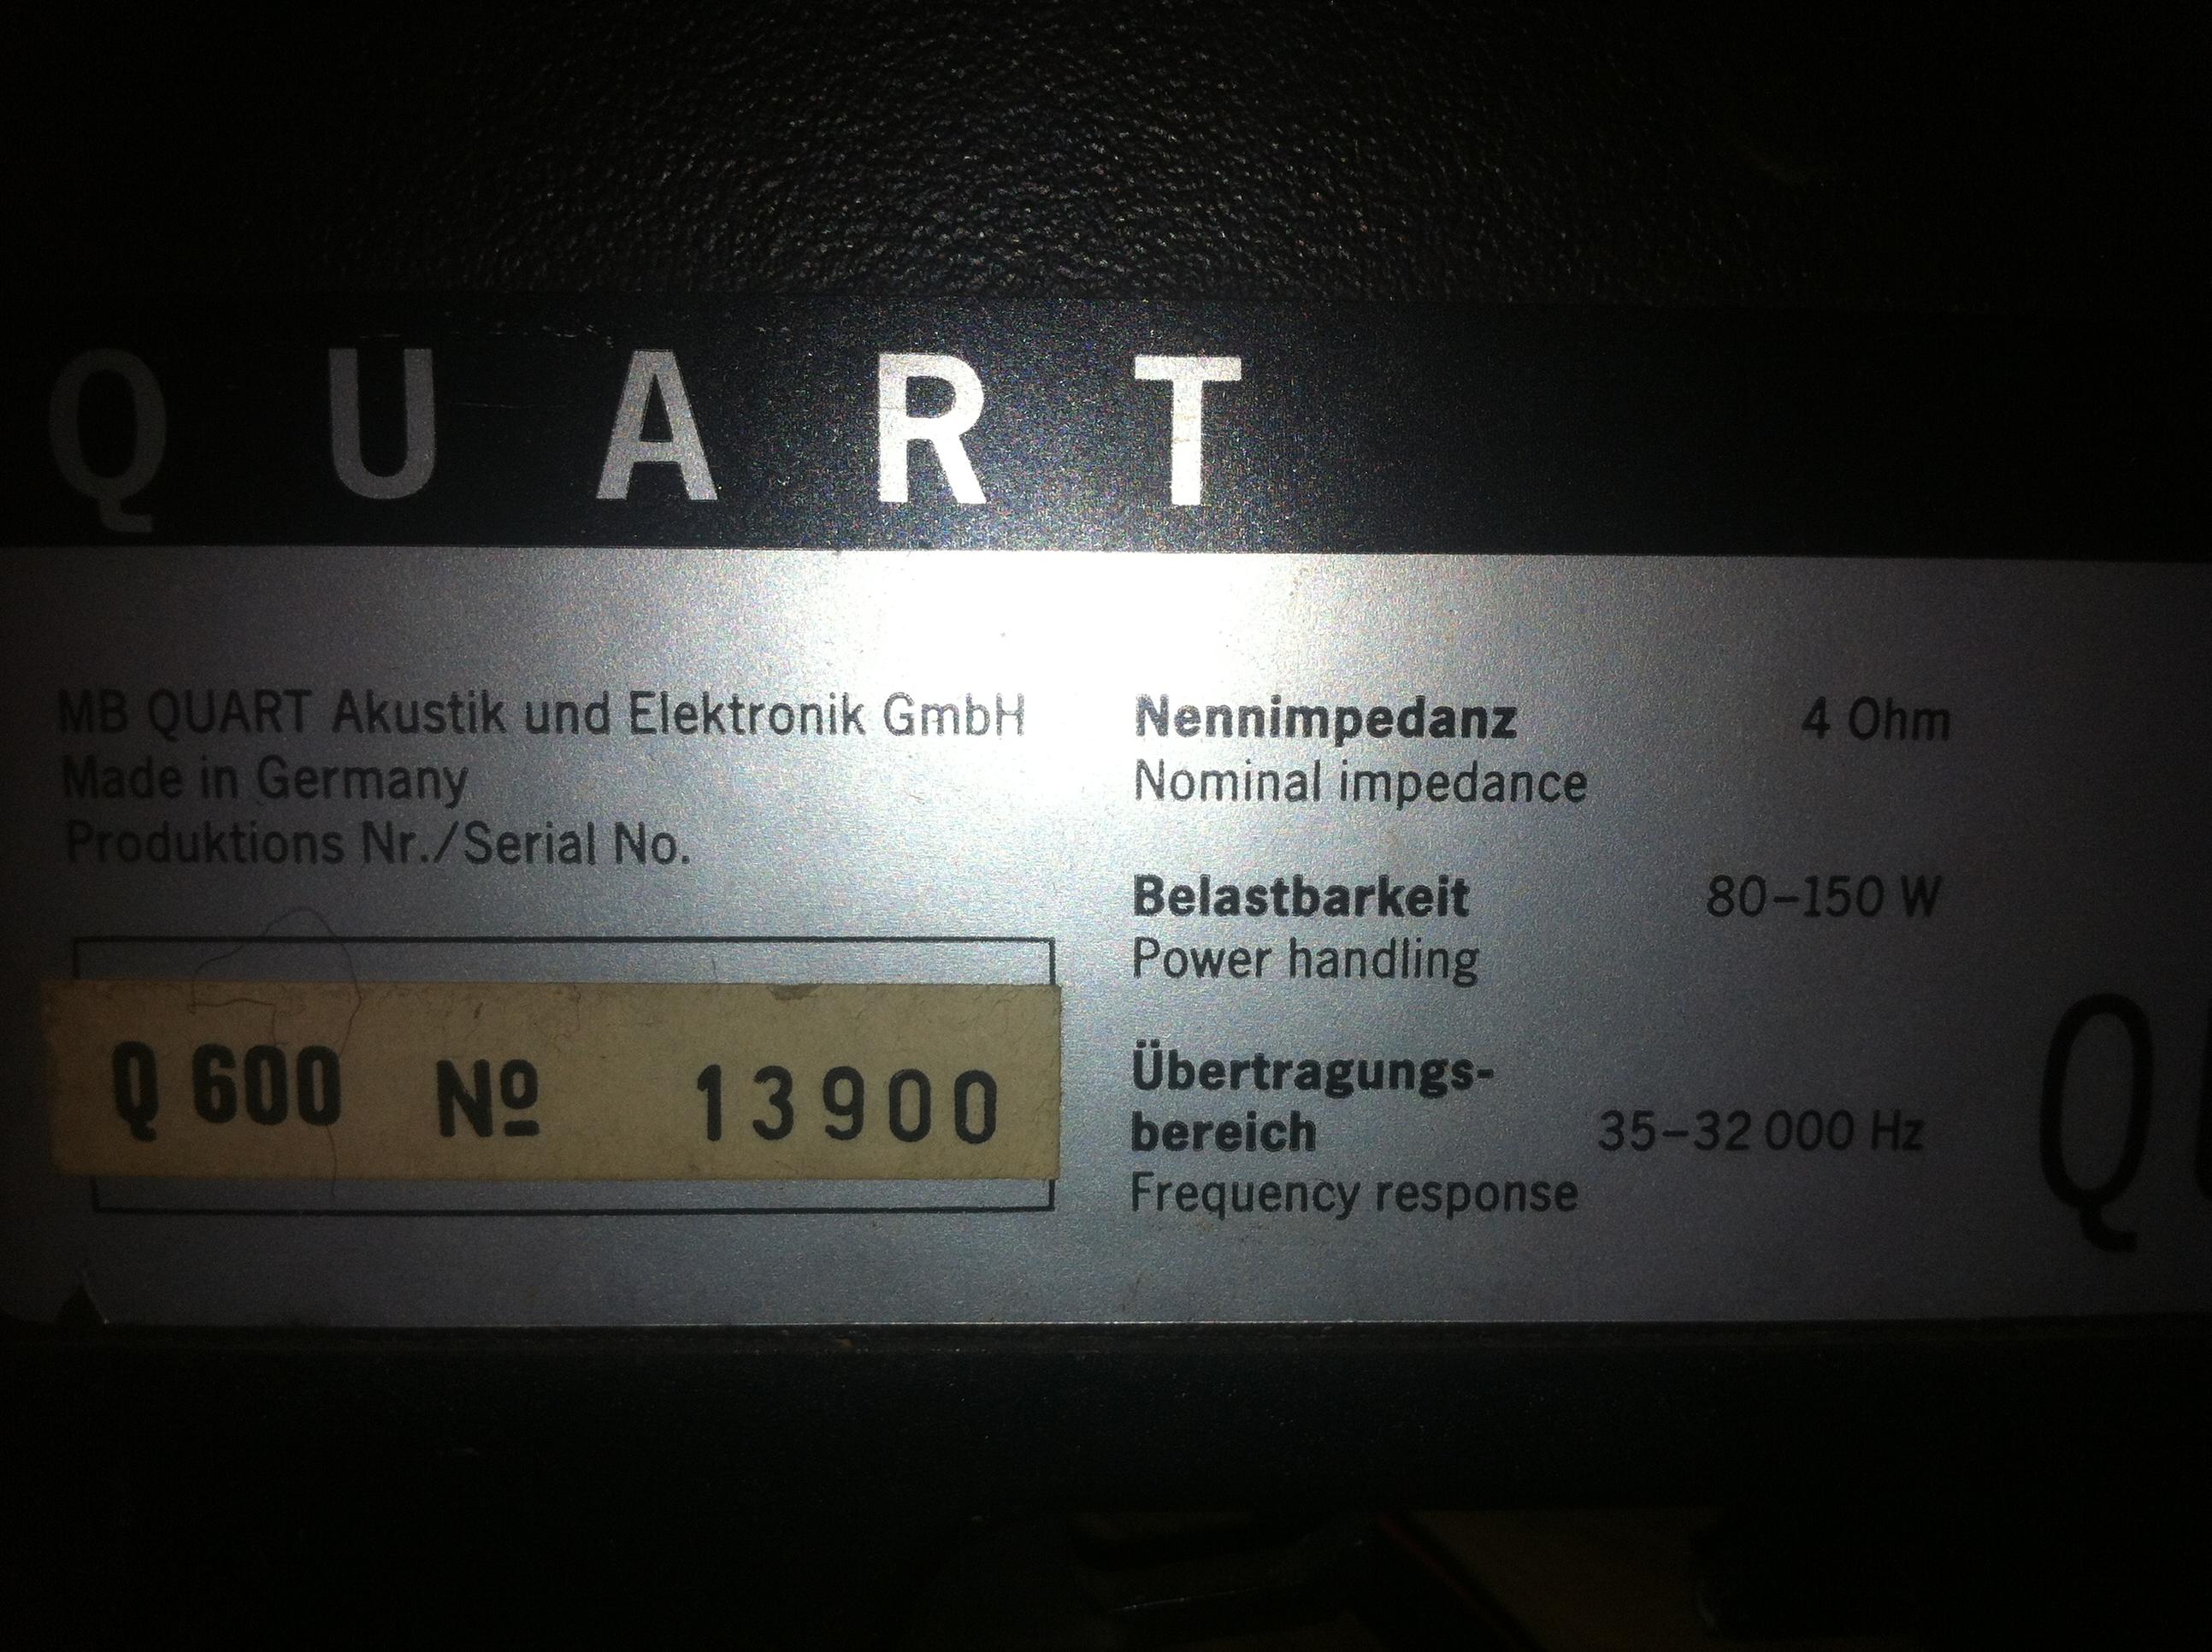 QUART
MB QUART Akustik und Elektronik GmbH
Made in Germany
Produktions Nr./Serial No.
Q 600 Nº 13900
Nennimpedanz 4 Ohm
Nominal impedance
Belastbarkeit 80–150 W
Power handling
Übertragungs-
bereich 35–32 000 Hz
Frequency response
Q